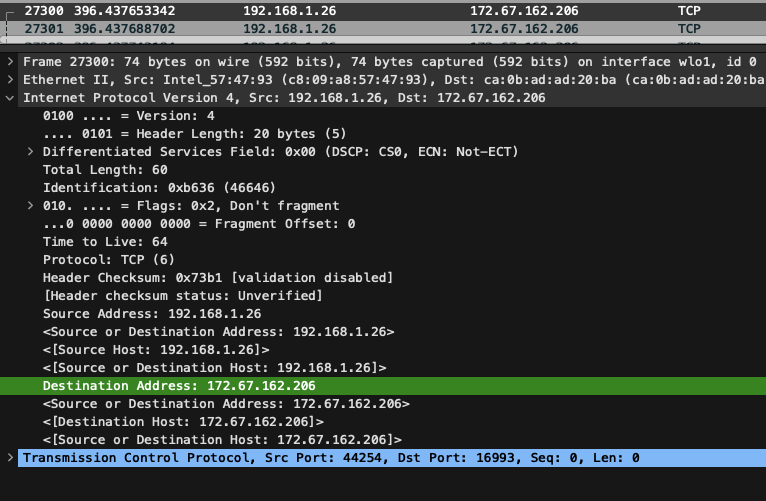 27300 396.437653342 192.168.1.26 172.67.162.206 TCP
27301 396.437688702 192.168.1.26 172.67.162.206 TCP
Frame 27300: 74 bytes on wire (592 bits), 74 bytes captured (592 bits) on interface wlo1, id 0
Ethernet II, Src: Intel_57:47:93 (c8:09:a8:57:47:93), Dst: ca:0b:ad:ad:20:ba (ca:0b:ad:ad:20:ba
Internet Protocol Version 4, Src: 192.168.1.26, Dst: 172.67.162.206
0100 .... = Version: 4
.... 0101 = Header Length: 20 bytes (5)
Differentiated Services Field: 0x00 (DSCP: CS0, ECN: Not-ECT)
Total Length: 60
Identification: 0xb636 (46646)
010. .... = Flags: 0x2, Don't fragment
...0 0000 0000 0000 = Fragment Offset: 0
Time to Live: 64
Protocol: TCP (6)
Header Checksum: 0x73b1 [validation disabled]
[Header checksum status: Unverified]
Source Address: 192.168.1.26
<Source or Destination Address: 192.168.1.26>
<[Source Host: 192.168.1.26]>
<[Source or Destination Host: 192.168.1.26]>
Destination Address: 172.67.162.206
<Source or Destination Address: 172.67.162.206>
<[Destination Host: 172.67.162.206]>
<[Source or Destination Host: 172.67.162.206]>
Transmission Control Protocol, Src Port: 44254, Dst Port: 16993, Seq: 0, Len: 0